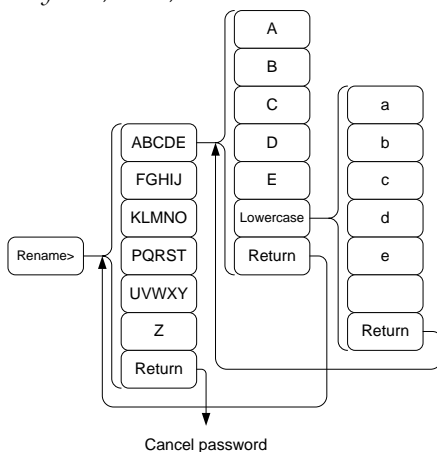 Rename>
ABCDE
FGHIJ
KLMNO
PQRST
UVWXY
Z
Return
A
B
C
D
E
Lowercase
Return
a
b
c
d
e
Return
Cancel password